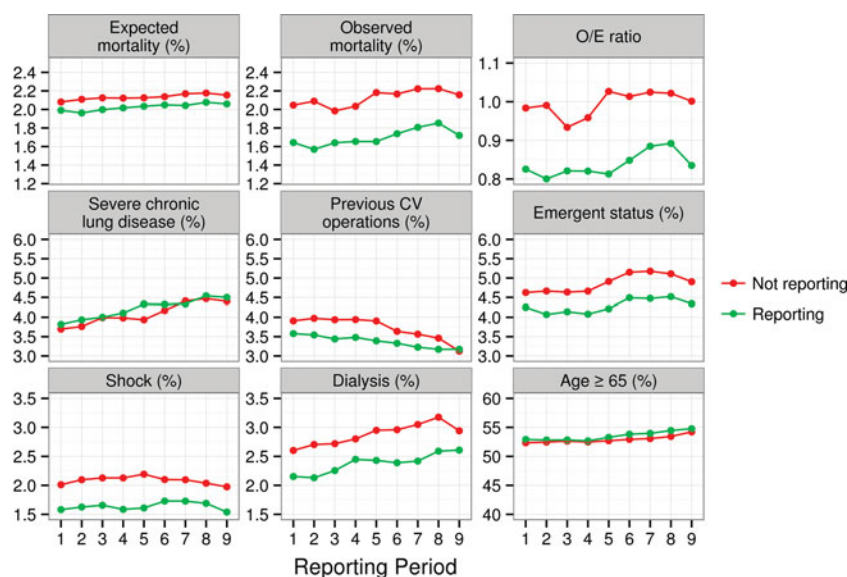 Expected
mortality (%)
Observed
mortality (%)
O/E ratio
2.4
2.2
2.0
1.8
1.6
1.4
1.2
2.4
2.2
2.0
1.8
1.6
1.4
1.2
1.1
1.0
0.9
0.8
Severe chronic
lung disease (%)
Previous CV
operations (%)
Emergent status (%)
6.0
5.5
5.0
4.5
4.0
3.5
3.0
6.0
5.5
5.0
4.5
4.0
3.5
3.0
6.0
5.5
5.0
4.5
4.0
3.5
3.0
Not reporting
Reporting
Shock (%)
Dialysis (%)
Age ≥ 65 (%)
3.5
3.0
2.5
2.0
1.5
3.5
3.0
2.5
2.0
1.5
60
55
50
45
40
1 2 3 4 5 6 7 8 9
1 2 3 4 5 6 7 8 9
1 2 3 4 5 6 7 8 9
Reporting Period